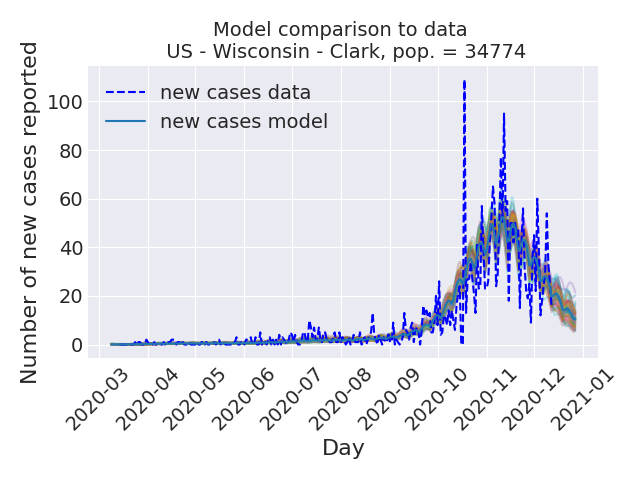 Model comparison to data
US - Wisconsin - Clark, pop. = 34774
Number of new cases reported
100
80
60
40
20
0
new cases data
new cases model
2020-03
2020-04
2020-05
2020-06
2020-07
2020-08
2020-09
2020-10
2020-11
2020-12
2021-01
Day